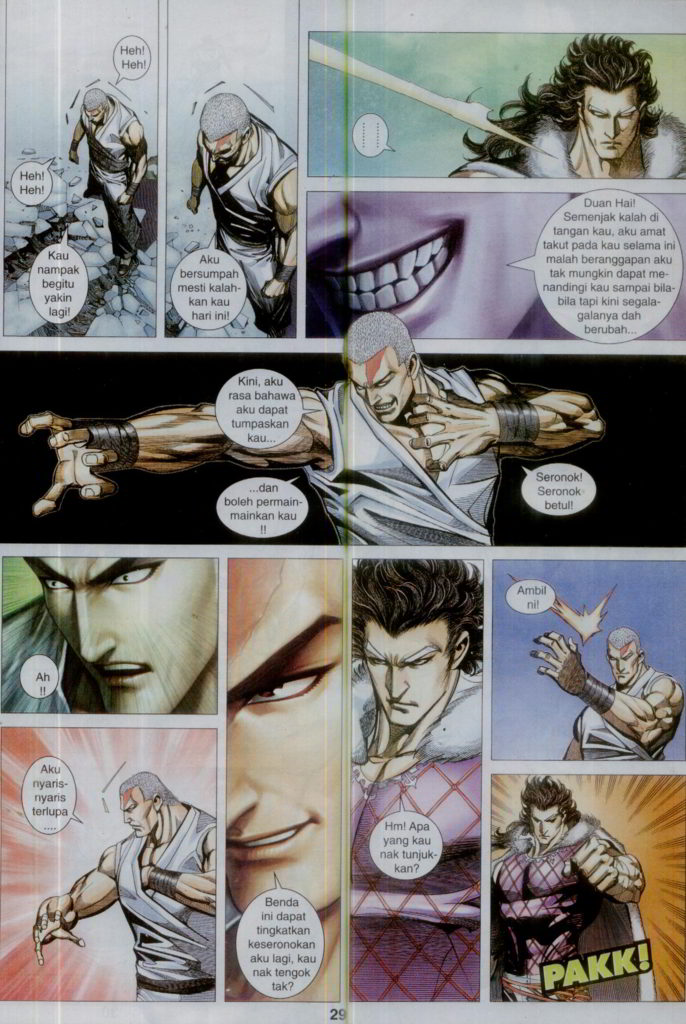 Heh!
Heh!
Heh!
Heh!
Kau
nampak
begitu
yakin
lagi!
Aku
bersumpah
mesti kalah-
kan kau
hari ini!
Duan Hai!
Semenjak kalah di
tangan kau, aku amat
takut pada kau selama ini
malah beranggapan aku
tak mungkin dapat me-
nandingi kau sampai bila-
bila tapi kini segala-
galanya dah
berubah...
Kini, aku
rasa bahawa
aku dapat
tumpaskan
kau...
...dan
boleh permain-
mainkan kau
!!
Seronok!
Seronok
betul!
Ah
!!
Aku
nyaris-
nyaris
terlupa
....
Benda
ini dapat
tingkatkan
keseronokan
aku lagi, kau
nak tengok
tak?
Hm! Apa
yang kau
nak tunjuk-
kan?
Ambil
ni!
PAKK!
29